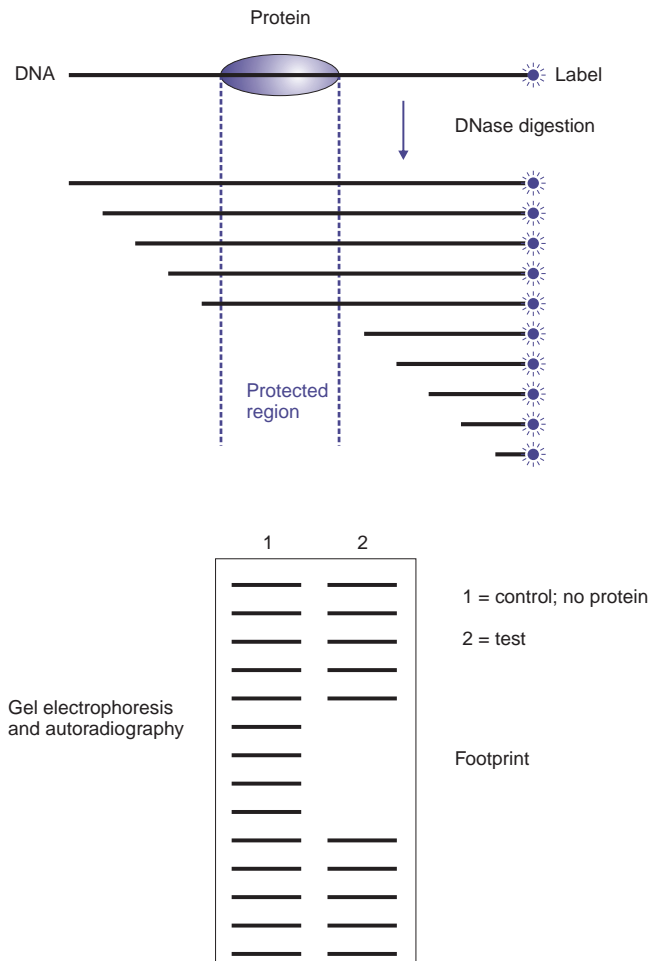 Protein
DNA
Label
DNase digestion
Protected
region
1
2
1 = control; no protein
2 = test
Gel electrophoresis
and autoradiography
Footprint